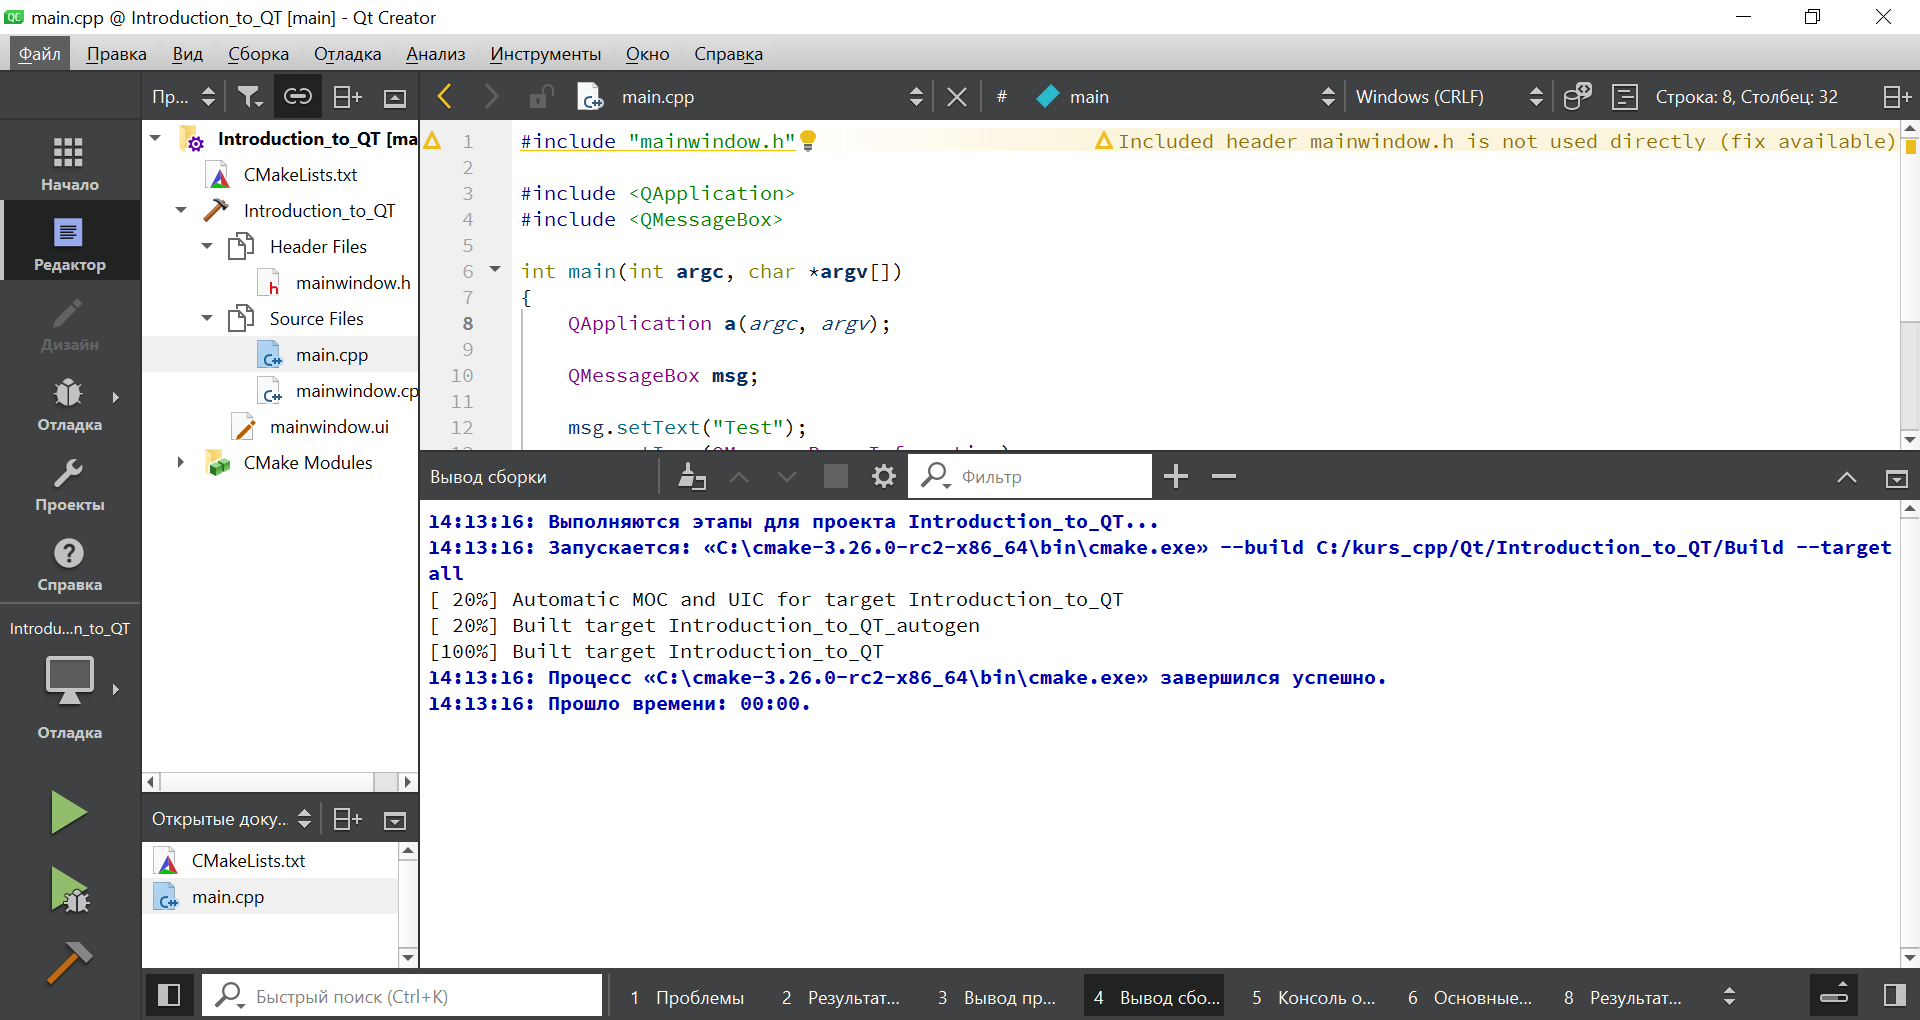 main.cpp @ Introduction_to_QT [main] - Qt Creator
Файл Правка Вид Сборка Отладка Анализ Инструменты Окно Справка
Пр... main.cpp # main Windows (CRLF) Строка: 8, Столбец: 32
Начало
Редактор
Дизайн
Отладка
Проекты
Справка
Introdu...n_to_QT
Отладка
Introduction_to_QT [ma
CMakeLists.txt
Introduction_to_QT
Header Files
mainwindow.h
Source Files
main.cpp
mainwindow.cp
mainwindow.ui
CMake Modules
Открытые доку...
CMakeLists.txt
main.cpp
1 #include "mainwindow.h" Included header mainwindow.h is not used directly (fix available)
2
3 #include <QApplication>
4 #include <QMessageBox>
5
6 int main(int argc, char *argv[])
7 {
8 QApplication a(argc, argv);
9
10 QMessageBox msg;
11
12 msg.setText("Test");
Вывод сборки Фильтр
14:13:16: Выполняются этапы для проекта Introduction_to_QT...
14:13:16: Запускается: «C:\cmake-3.26.0-rc2-x86_64\bin\cmake.exe» --build C:/kurs_cpp/Qt/Introduction_to_QT/Build --target
all
[ 20%] Automatic MOC and UIC for target Introduction_to_QT
[ 20%] Built target Introduction_to_QT_autogen
[100%] Built target Introduction_to_QT
14:13:16: Процесс «C:\cmake-3.26.0-rc2-x86_64\bin\cmake.exe» завершился успешно.
14:13:16: Прошло времени: 00:00.
Быстрый поиск (Ctrl+K) 1 Проблемы 2 Результат... 3 Вывод пр... 4 Вывод сбо... 5 Консоль о... 6 Основные... 8 Результат...